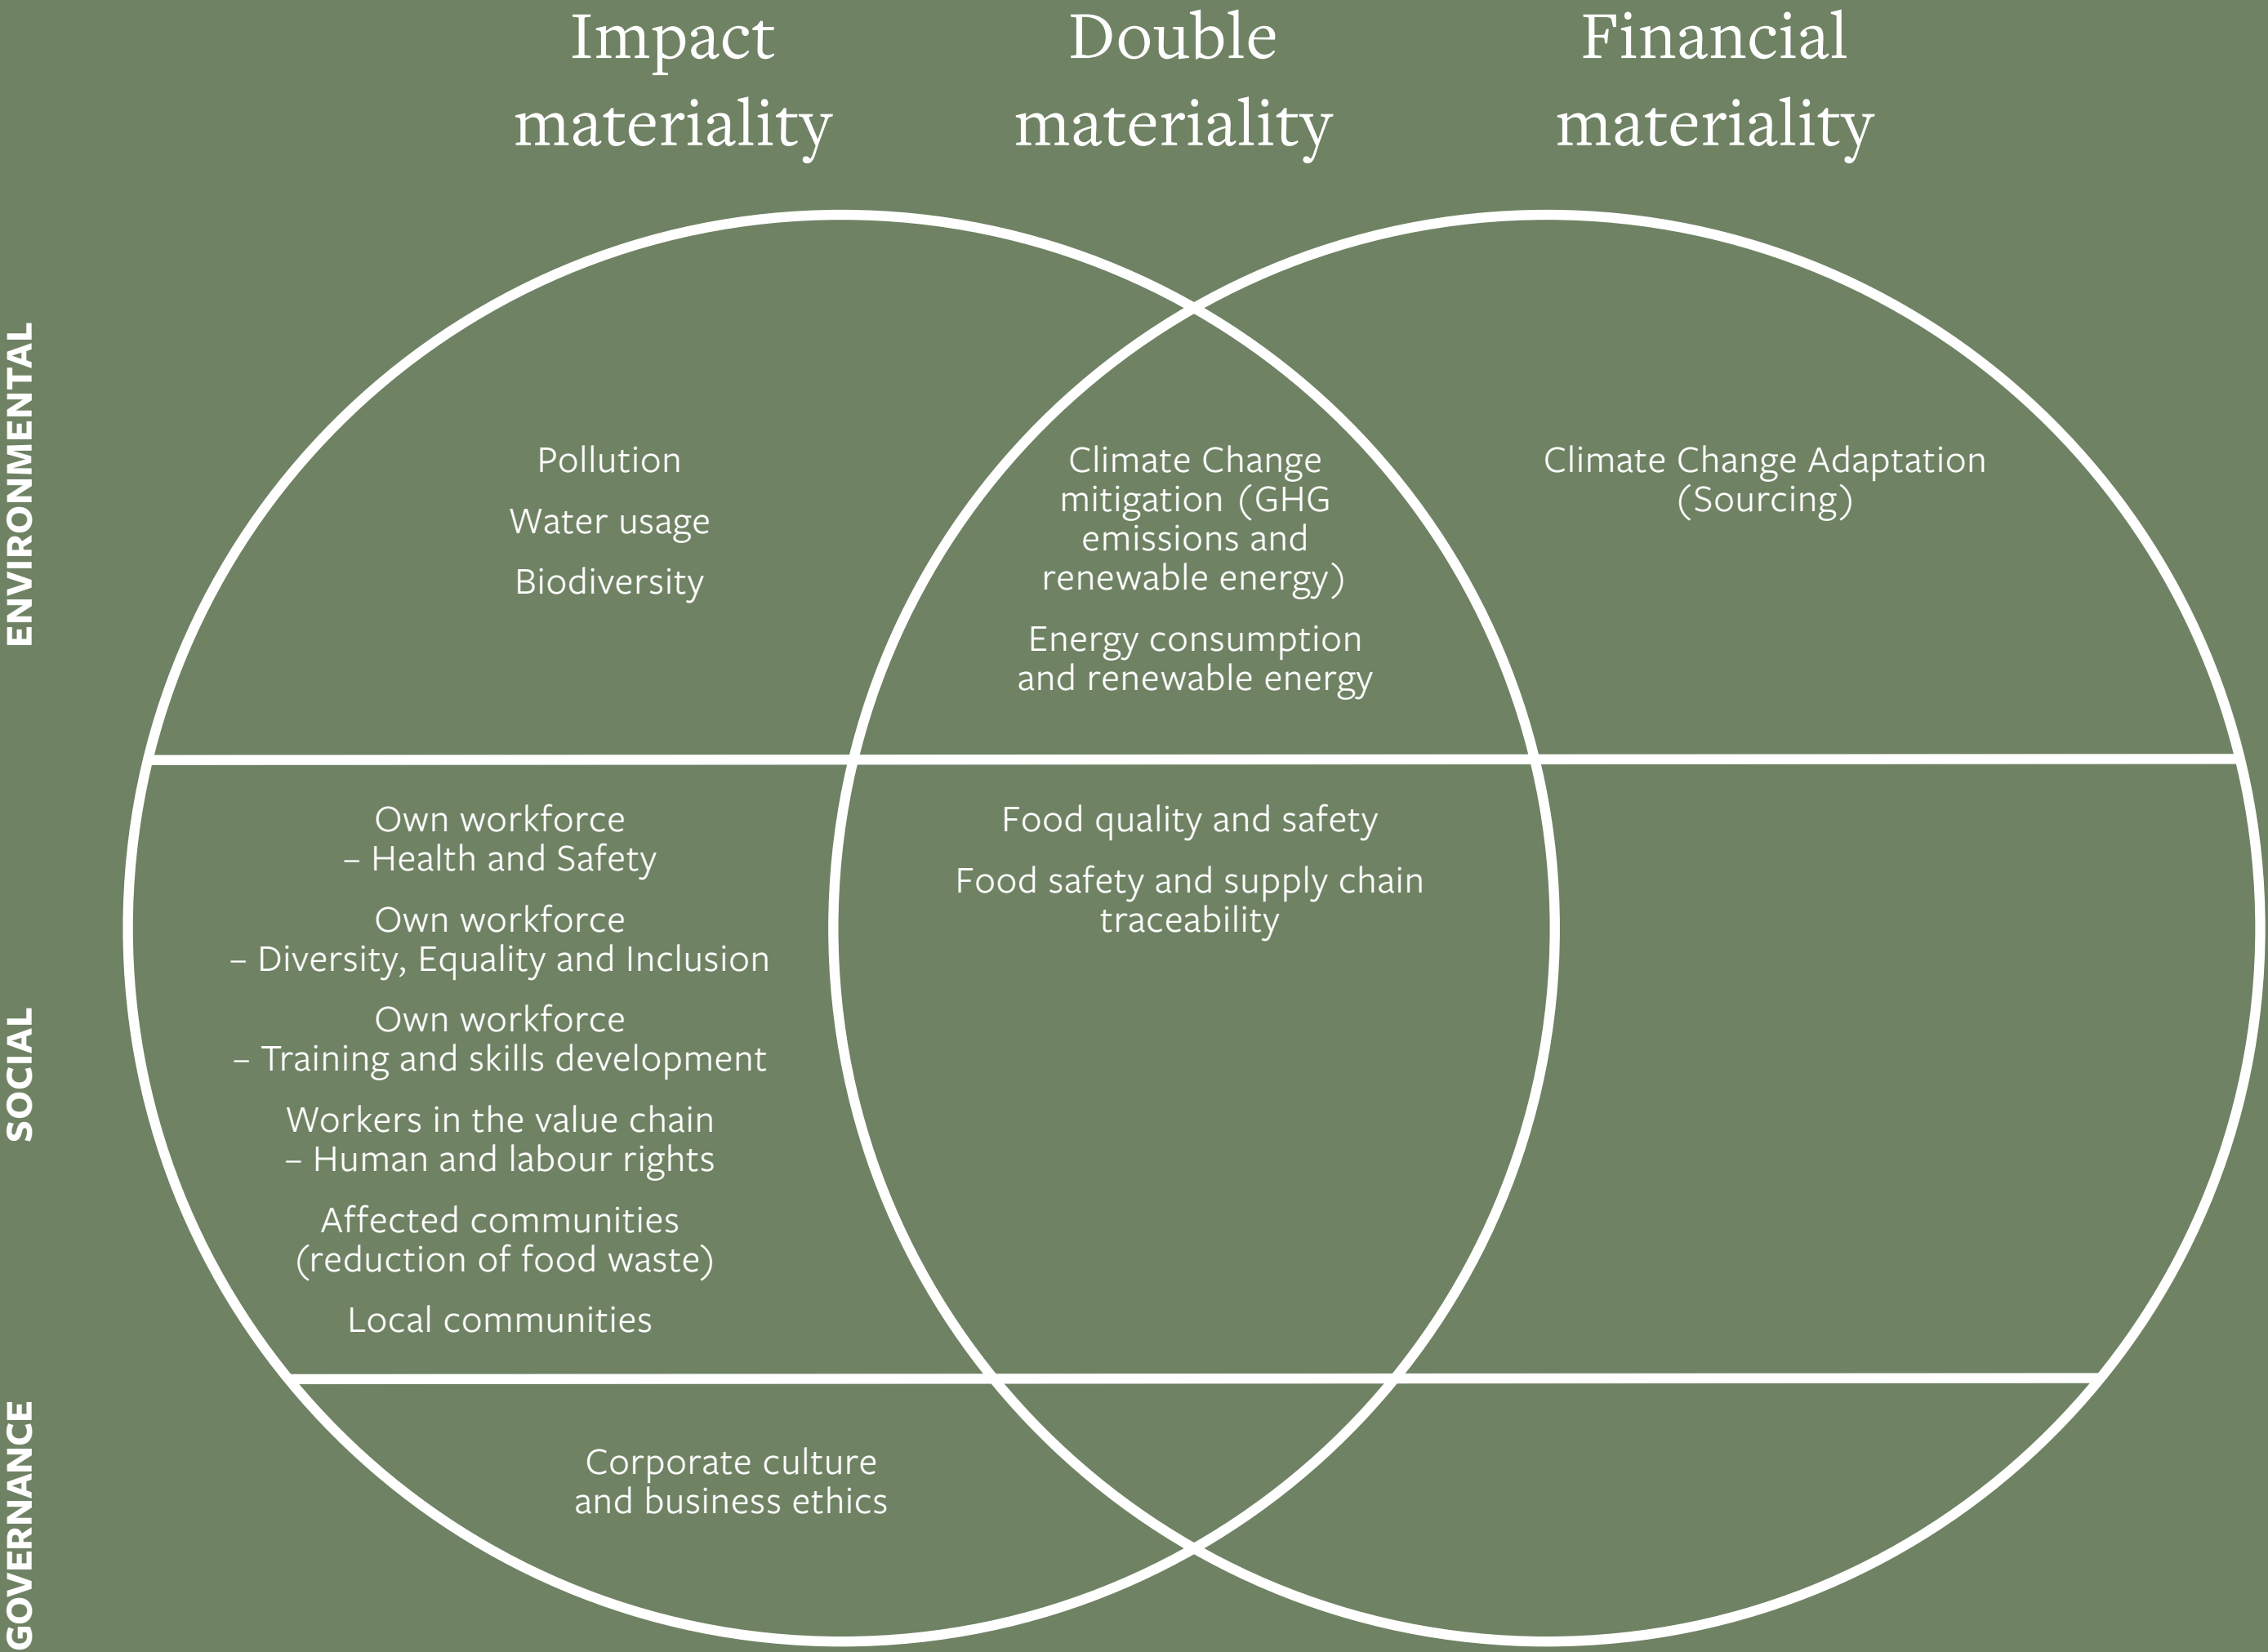 Impact
materiality
Double
materiality
Financial
materiality
ENVIRONMENTAL
Pollution
Water usage
Biodiversity
Climate Change
mitigation (GHG
emissions and
renewable energy)
Energy consumption
and renewable energy
Climate Change Adaptation
(Sourcing)
SOCIAL
Own workforce
– Health and Safety
Own workforce
– Diversity, Equality and Inclusion
Own workforce
– Training and skills development
Workers in the value chain
– Human and labour rights
Affected communities
(reduction of food waste)
Local communities
Food quality and safety
Food safety and supply chain
traceability
GOVERNANCE
Corporate culture
and business ethics